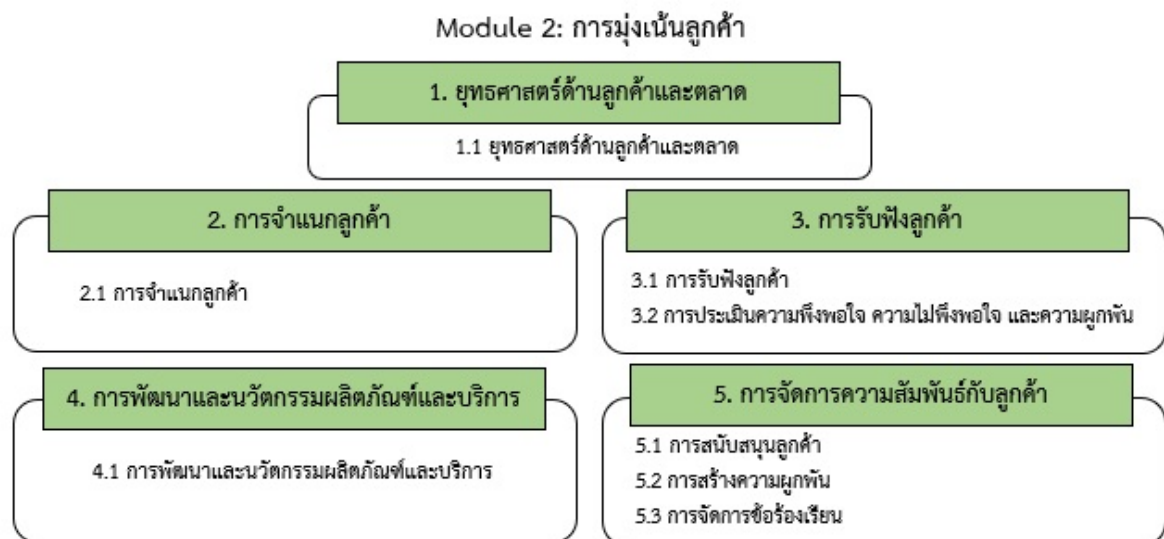 Module 2: การมุ่งเน้นลูกค้า
1. ยุทธศาสตร์ด้านลูกค้าและตลาด
1.1 ยุทธศาสตร์ด้านลูกค้าและตลาด
2. การจำแนกลูกค้า
2.1 การจำแนกลูกค้า
3. การรับฟังลูกค้า
3.1 การรับฟังลูกค้า
3.2 การประเมินความพึงพอใจ ความไม่พึงพอใจ และความผูกพัน
4. การพัฒนาและนวัตกรรมผลิตภัณฑ์และบริการ
4.1 การพัฒนาและนวัตกรรมผลิตภัณฑ์และบริการ
5. การจัดการความสัมพันธ์กับลูกค้า
5.1 การสนับสนุนลูกค้า
5.2 การสร้างความผูกพัน
5.3 การจัดการข้อร้องเรียน